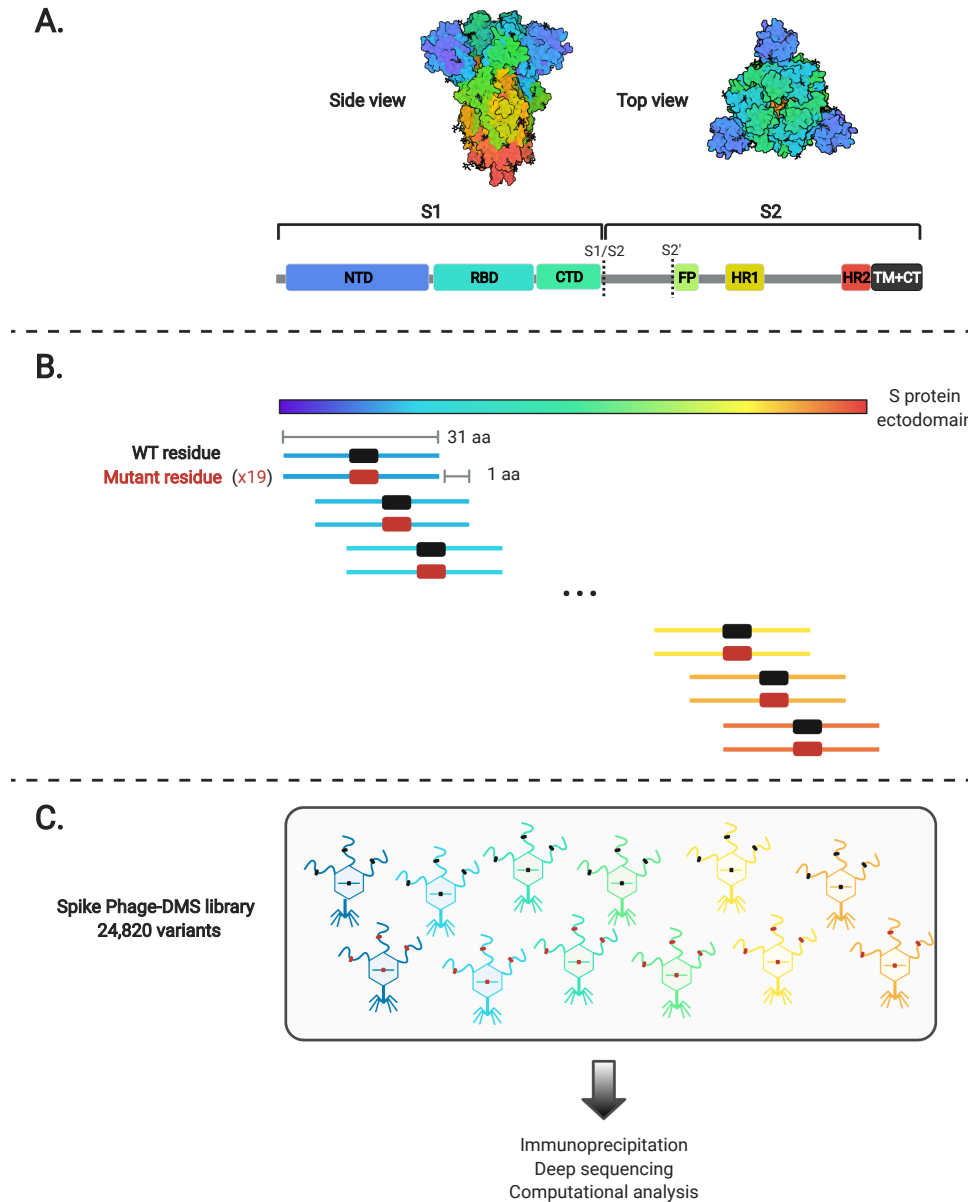 A.
Side view
Top view
S1
S2
S1/S2
S2'
NTD
RBD
CTD
FP
HR1
HR2
TM+CT
B.
S protein
ectodomain
31 aa
WT residue
Mutant residue (x19)
1 aa
...
C.
Spike Phage-DMS library
24,820 variants
Immunoprecipitation
Deep sequencing
Computational analysis